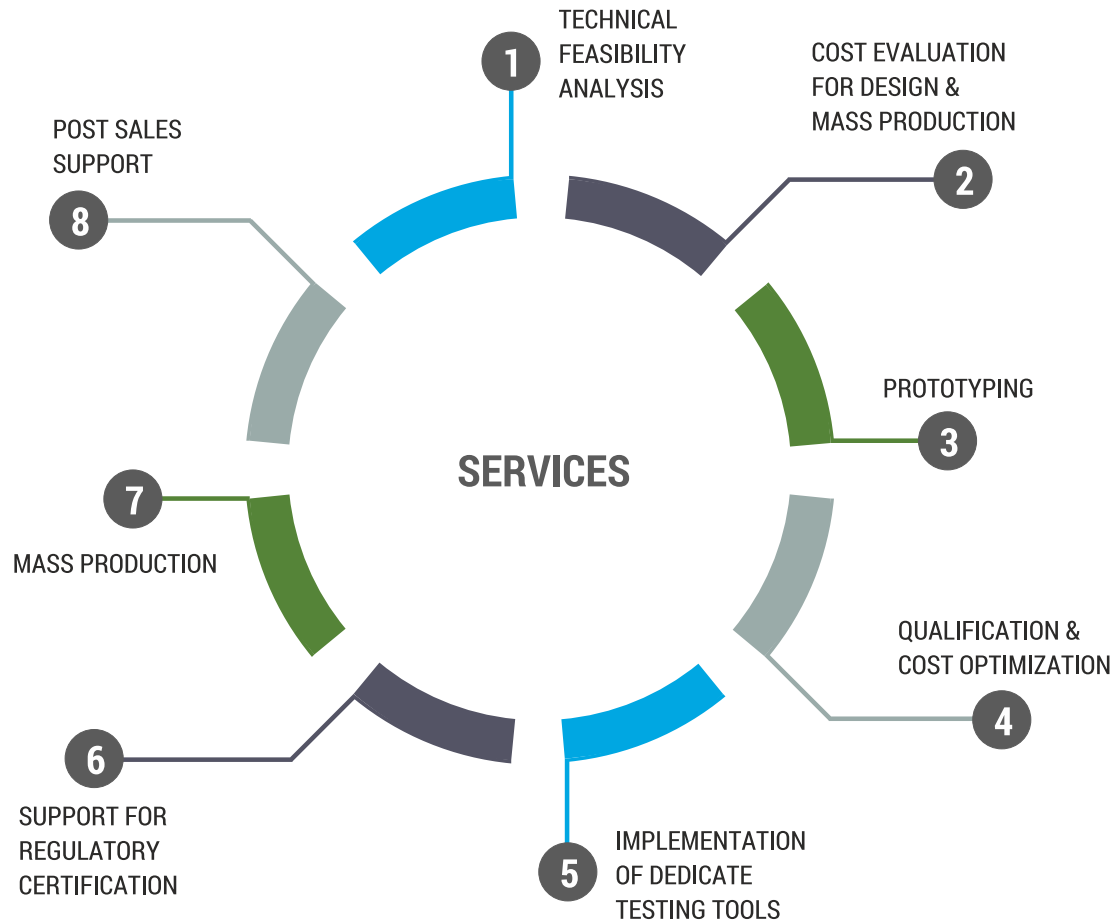 1
TECHNICAL
FEASIBILITY
ANALYSIS
COST EVALUATION
FOR DESIGN &
MASS PRODUCTION
2
PROTOTYPING
3
QUALIFICATION &
COST OPTIMIZATION
4
5
IMPLEMENTATION
OF DEDICATE
TESTING TOOLS
6
SUPPORT FOR
REGULATORY
CERTIFICATION
7
MASS PRODUCTION
POST SALES
SUPPORT
8
SERVICES